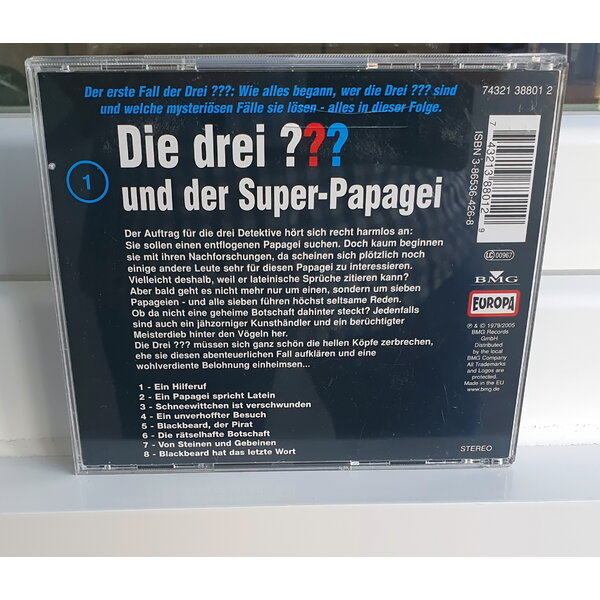 Der erste Fall der Drei ???: Wie alles begann, wer die Drei ??? sind
und welche mysteriösen Fälle sie lösen - alles in dieser Folge.
74321 38801 2
Die drei ???
und der Super-Papagei
1
Der Auftrag für die drei Detektive hört sich recht harmlos an:
Sie sollen einen entflogenen Papagei suchen. Doch kaum beginnen
sie mit ihren Nachforschungen, da scheinen sich plötzlich noch
einige andere Leute sehr für diesen Papagei zu interessieren.
Vielleicht deshalb, weil er lateinische Sprüche zitieren kann?
Aber bald geht es nicht mehr nur um einen, sondern um sieben
Papageien - und alle sieben führen höchst seltsame Reden.
Ob da nicht eine geheime Botschaft dahinter steckt? Jedenfalls
sind auch ein jähzorniger Kunsthändler und ein berüchtigter
Meisterdieb hinter den Vögeln her.
Die Drei ??? müssen sich ganz schön die hellen Köpfe zerbrechen,
ehe sie diesen abenteuerlichen Fall aufklären und eine
wohlverdiente Belohnung einheimsen...
1 - Ein Hilferuf
2 - Ein Papagei spricht Latein
3 - Schneewittchen ist verschwunden
4 - Ein unverhoffter Besuch
5 - Blackbeard, der Pirat
6 - Die rätselhafte Botschaft
7 - Von Steinen und Gebeinen
8 - Blackbeard hat das letzte Wort
ISBN 3-86536-426-8
7 43213 88012 9
LC 00967
BMG
EUROPA
℗ & © 1979/2005
BMG Records
GmbH
Distributed
by the local
BMG Company
All Trademarks
and Logos are
protected.
Made in the EU
www.bmg.de
STEREO